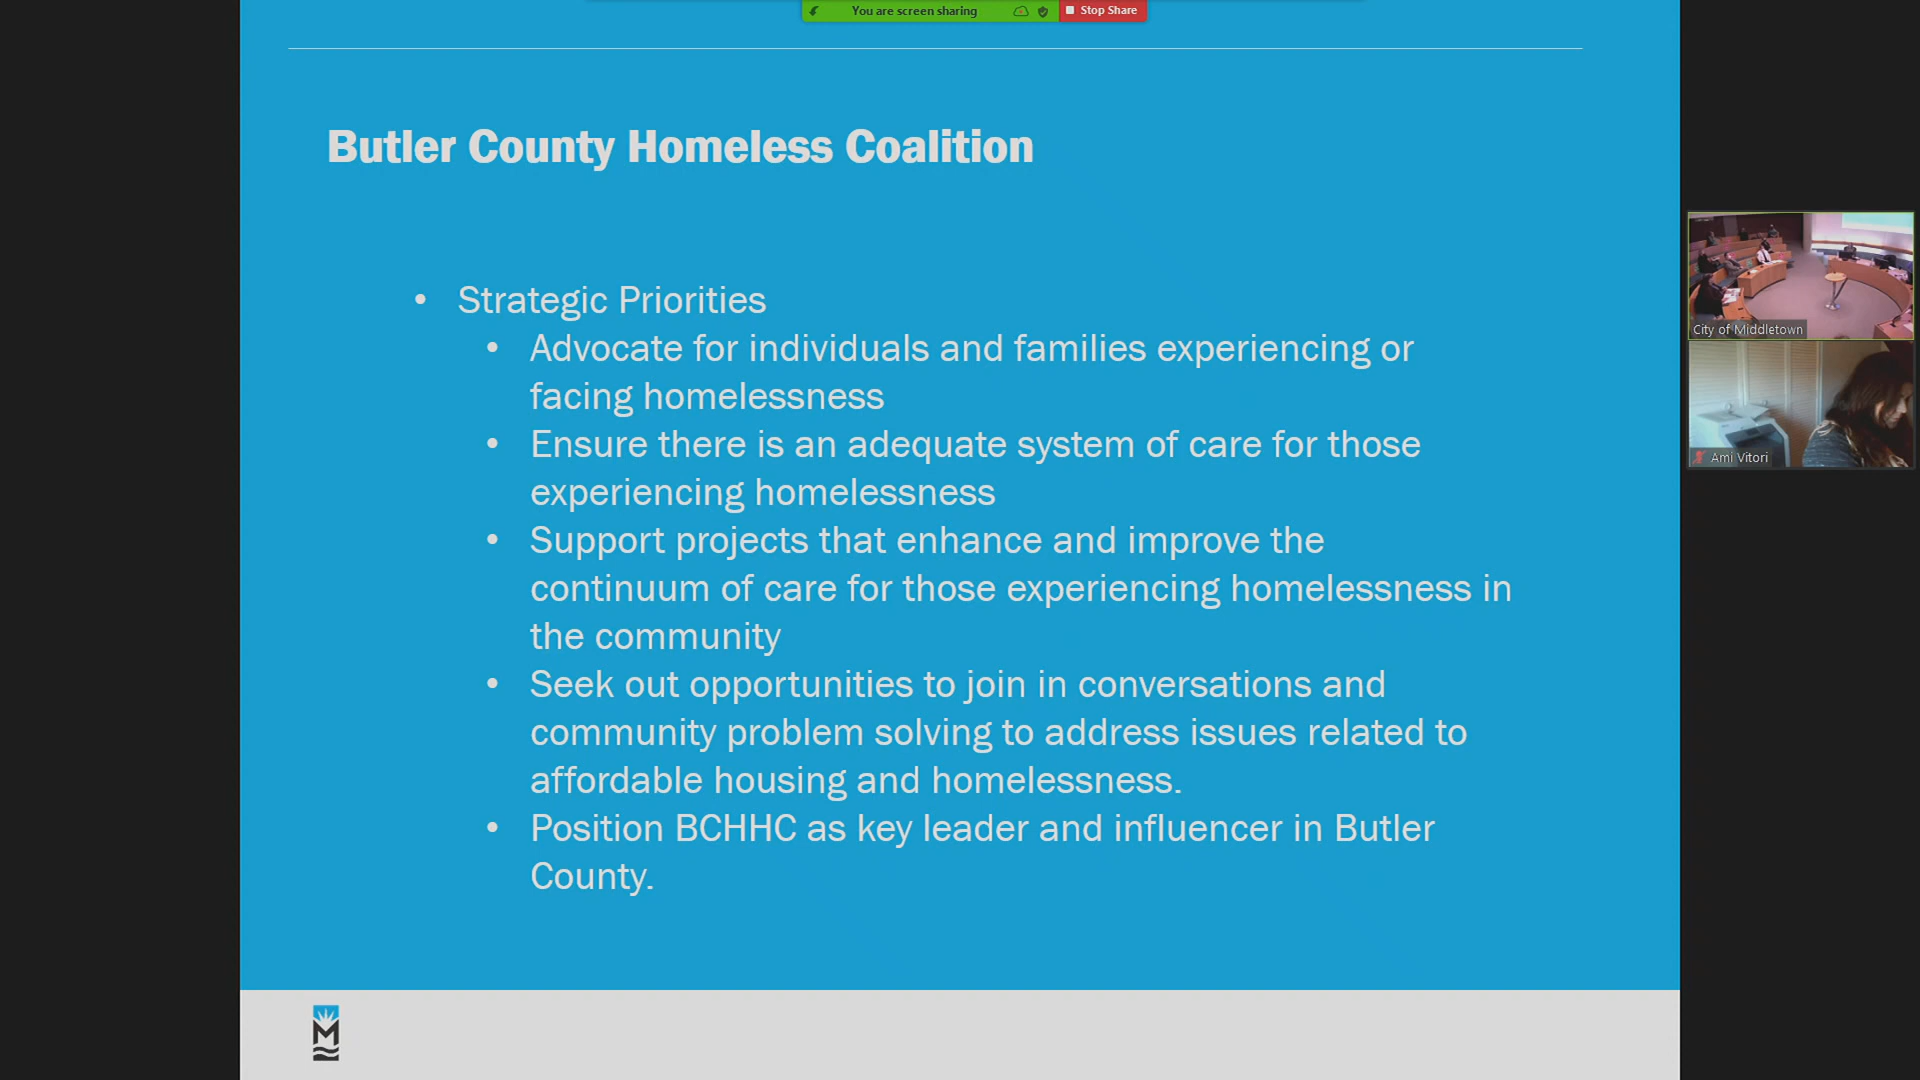 You are screen sharing
Stop Share
Butler County Homeless Coalition
• Strategic Priorities
• Advocate for individuals and families experiencing or
facing homelessness
• Ensure there is an adequate system of care for those
experiencing homelessness
• Support projects that enhance and improve the
continuum of care for those experiencing homelessness in
the community
• Seek out opportunities to join in conversations and
community problem solving to address issues related to
affordable housing and homelessness.
• Position BCHHC as key leader and influencer in Butler
County.
City of Middletown
Ami Vitori
M